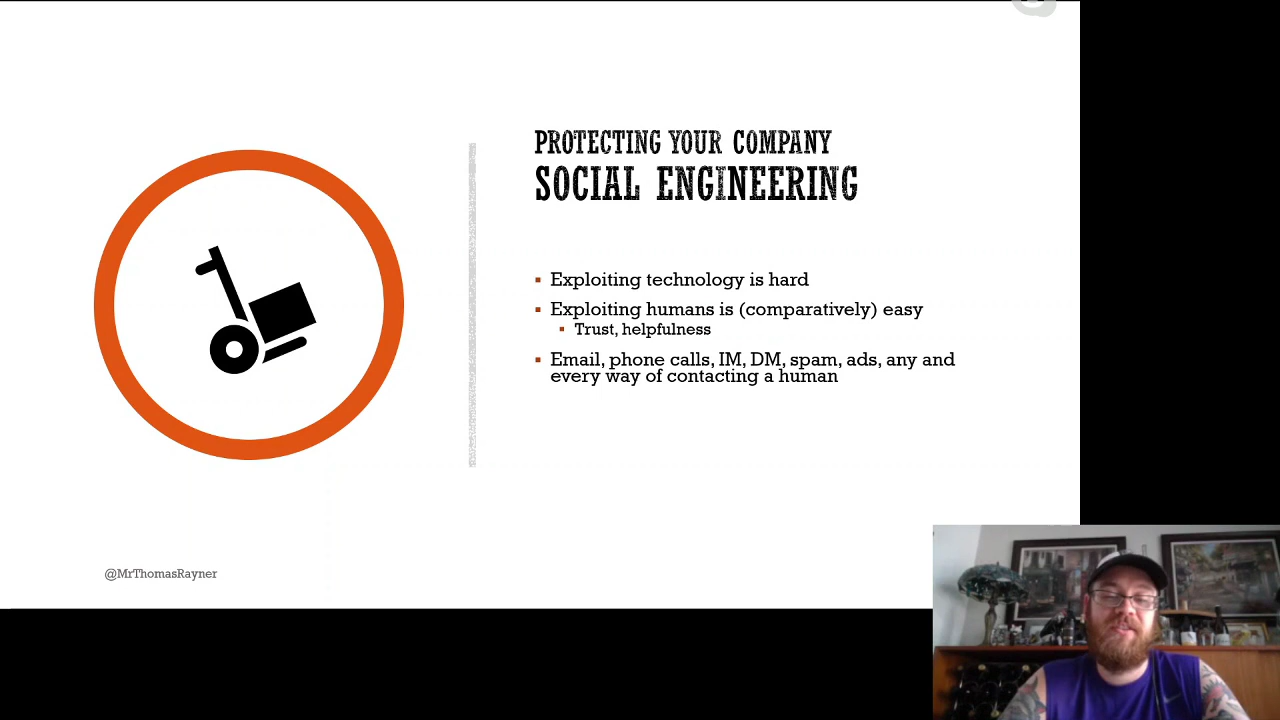 PROTECTING YOUR COMPANY
SOCIAL ENGINEERING
Exploiting technology is hard
Exploiting humans is (comparatively) easy
Trust, helpfulness
Email, phone calls, IM, DM, spam, ads, any and
every way of contacting a human
@MrThomasRayner